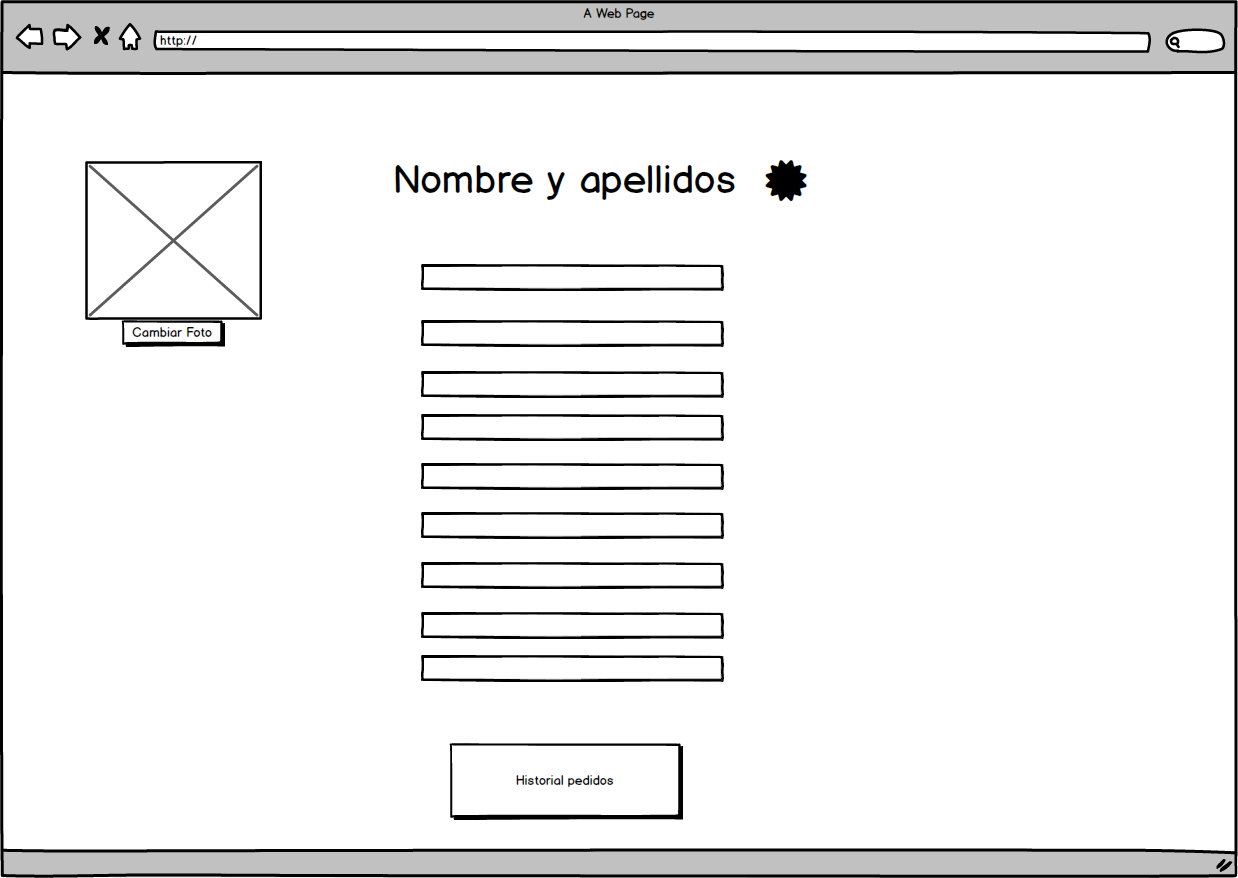 A Web Page
http://
Nombre y apellidos
Cambiar Foto
Historial pedidos